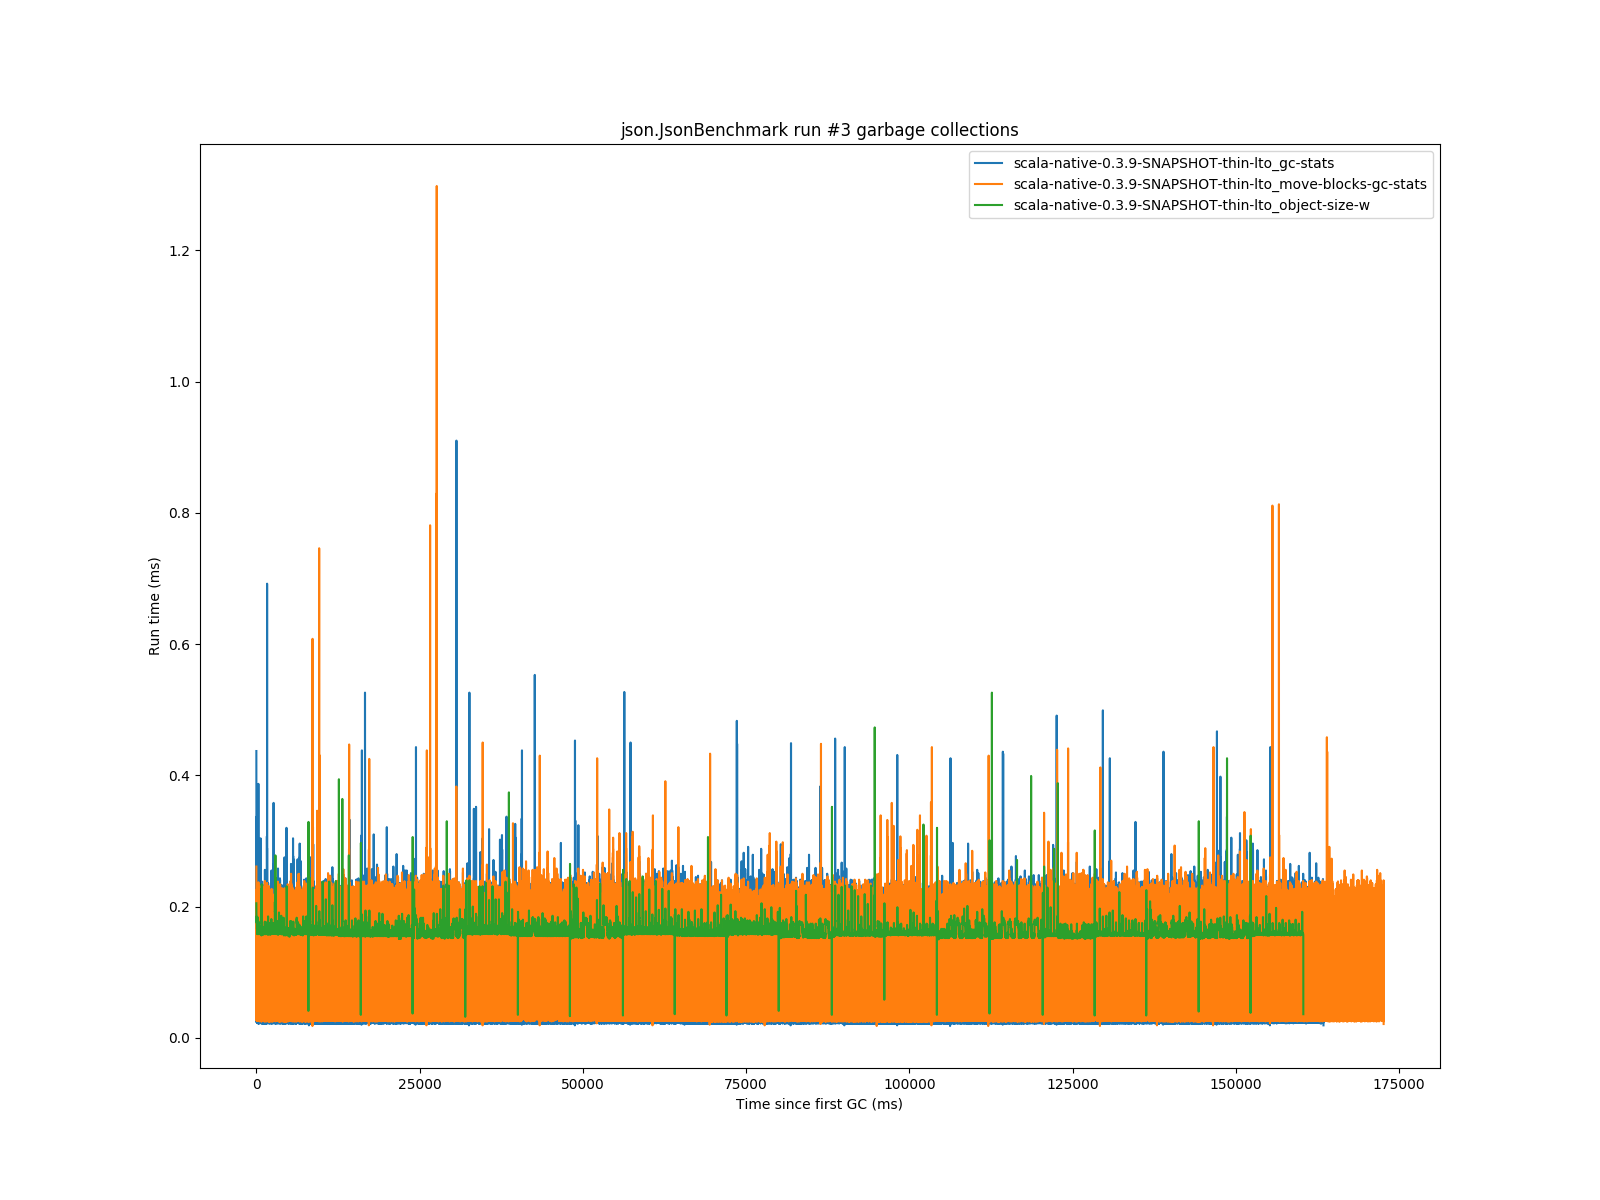 json.JsonBenchmark run #3 garbage collections
scala-native-0.3.9-SNAPSHOT-thin-lto_gc-stats
scala-native-0.3.9-SNAPSHOT-thin-lto_move-blocks-gc-stats
scala-native-0.3.9-SNAPSHOT-thin-lto_object-size-w
Run time (ms)
1.2
1.0
0.8
0.6
0.4
0.2
0.0
0 25000 50000 75000 100000 125000 150000 175000
Time since first GC (ms)